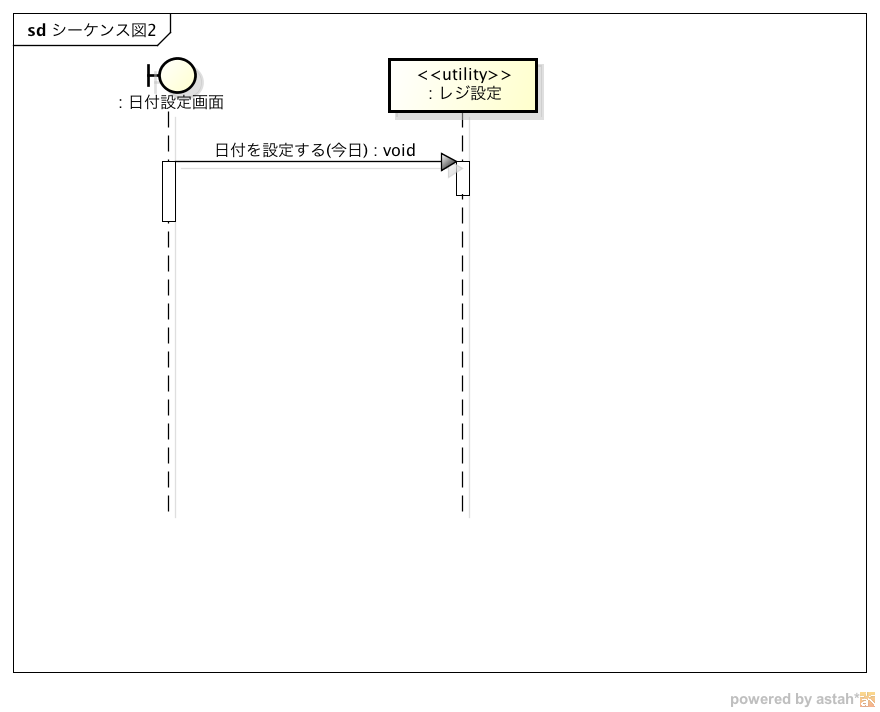 sd シーケンス図2
: 日付設定画面
<<utility>>
: レジ設定
日付を設定する(今日) : void
powered by astah*